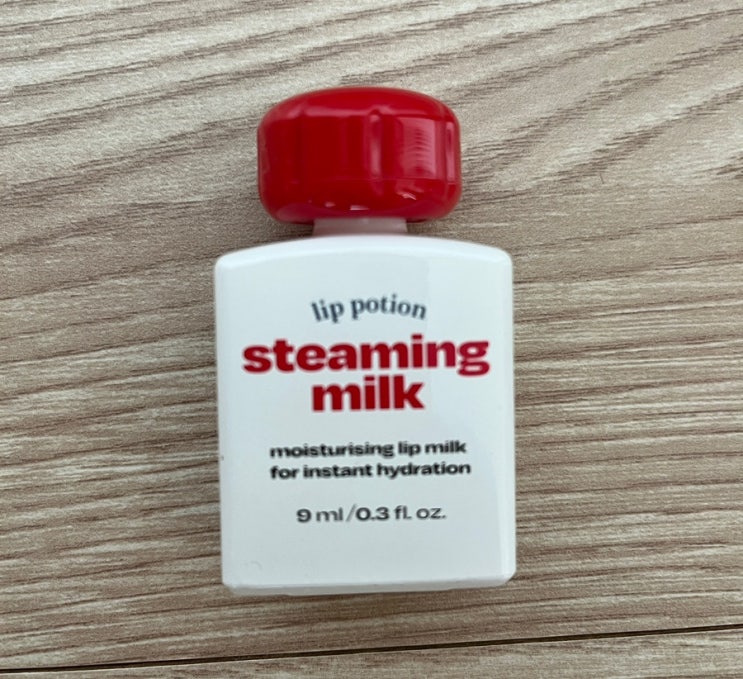 lip potion
steaming
milk
moisturising lip milk
for instant hydration
9 ml/0.3 fl. oz.